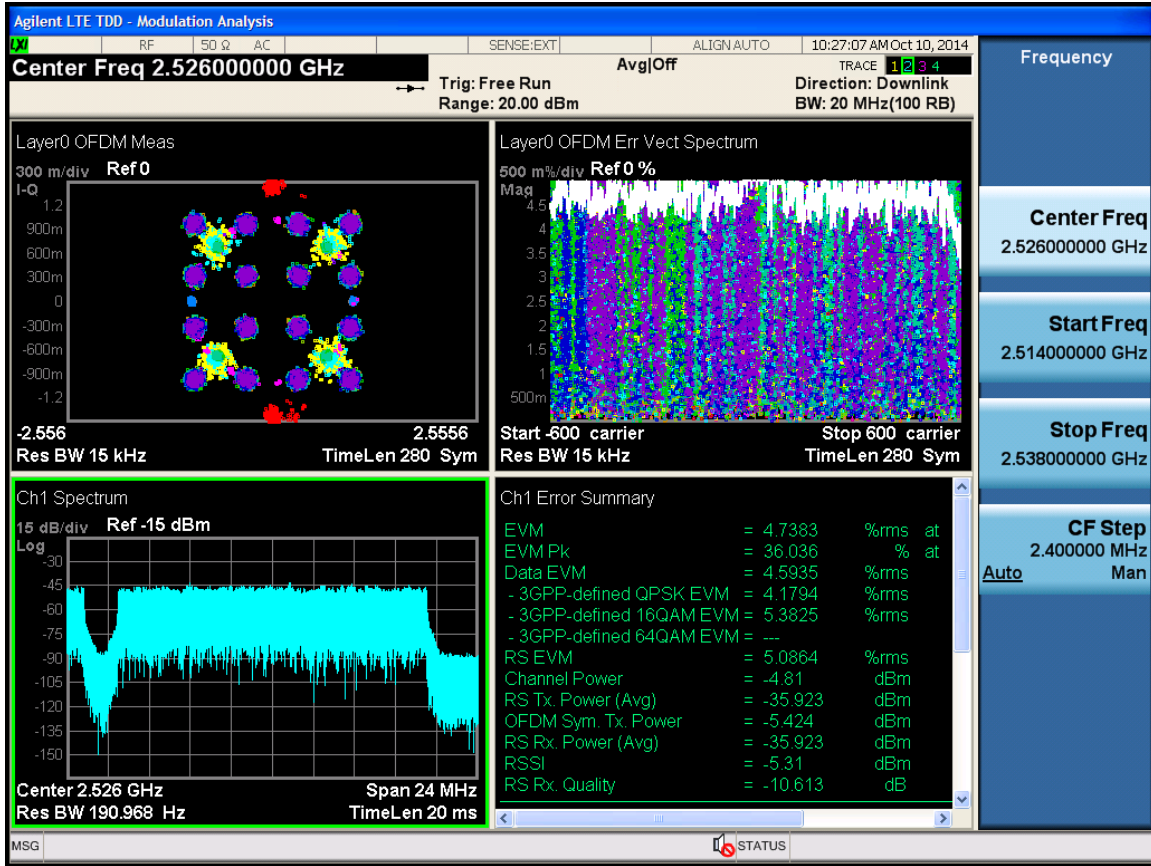 Agilent LTE TDD - Modulation Analysis
LXI RF 50 Ω AC SENSE:EXT ALIGN AUTO 10:27:07 AM Oct 10, 2014
Center Freq 2.526000000 GHz
Avg|Off
TRACE 1 2 3 4
Trig: Free Run
Direction: Downlink
Range: 20.00 dBm
BW: 20 MHz(100 RB)
Layer0 OFDM Meas
300 m/div Ref 0
I-Q
1.2
900m
600m
300m
0
-300m
-600m
-900m
-1.2
-2.556 2.5556
Res BW 15 kHz TimeLen 280 Sym
Layer0 OFDM Err Vect Spectrum
500 m%/div Ref 0 %
Mag
4.5
4
3.5
3
2.5
2
1.5
1
500m
Start -600 carrier Stop 600 carrier
Res BW 15 kHz TimeLen 280 Sym
Ch1 Spectrum
15 dB/div Ref -15 dBm
Log
-30
-45
-60
-75
-90
-105
-120
-135
-150
Center 2.526 GHz Span 24 MHz
Res BW 190.968 Hz TimeLen 20 ms
Ch1 Error Summary
EVM = 4.7383 %rms at
EVM Pk = 36.036 % at
Data EVM = 4.5935 %rms
- 3GPP-defined QPSK EVM = 4.1794 %rms
- 3GPP-defined 16QAM EVM = 5.3825 %rms
- 3GPP-defined 64QAM EVM = ---
RS EVM = 5.0864 %rms
Channel Power = -4.81 dBm
RS Tx. Power (Avg) = -35.923 dBm
OFDM Sym. Tx. Power = -5.424 dBm
RS Rx. Power (Avg) = -35.923 dBm
RSSI = -5.31 dBm
RS Rx. Quality = -10.613 dB
Frequency
Center Freq
2.526000000 GHz
Start Freq
2.514000000 GHz
Stop Freq
2.538000000 GHz
CF Step
2.400000 MHz
Auto Man
MSG STATUS